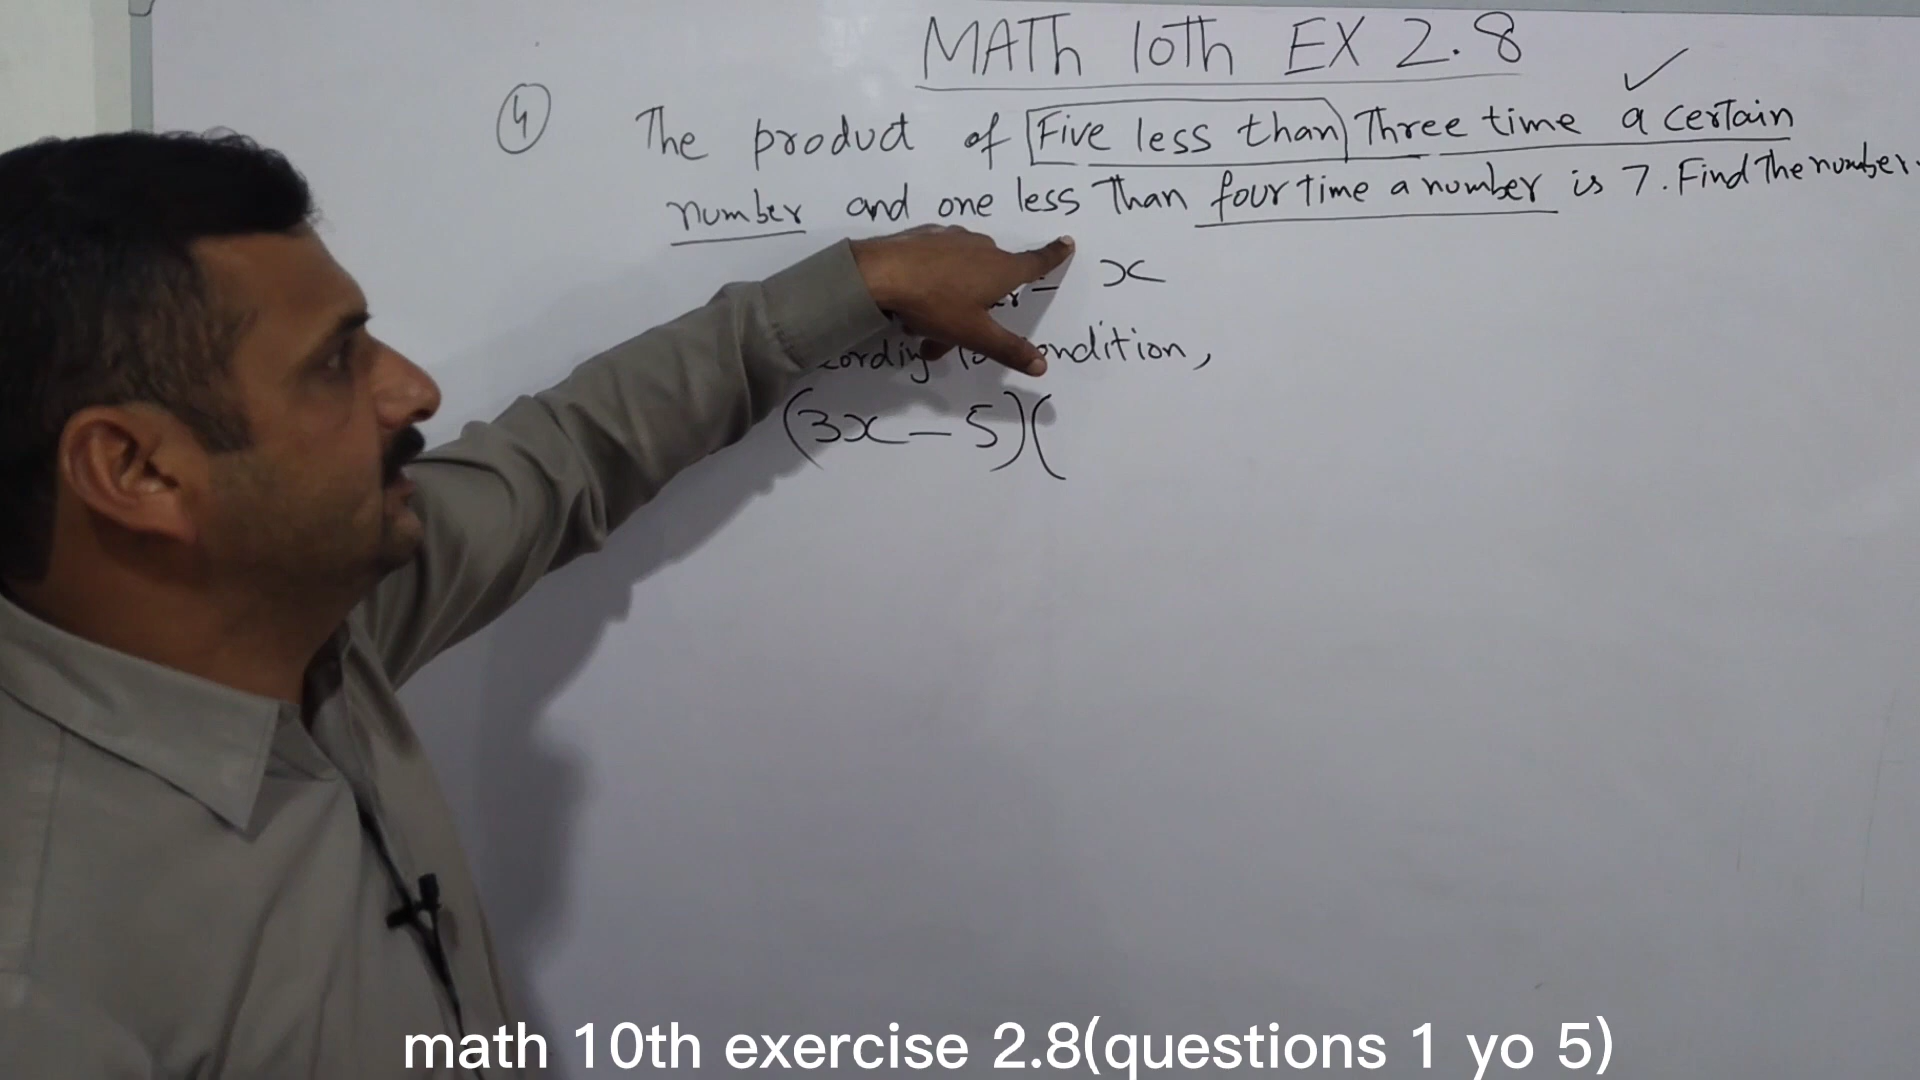 MATH 10th EX 2.8
4 The product of Five less than Three time a certain
number and one less Than four time a number is 7. Find The number.
= x
condition,
(3x - 5)(
math 10th exercise 2.8(questions 1 yo 5)